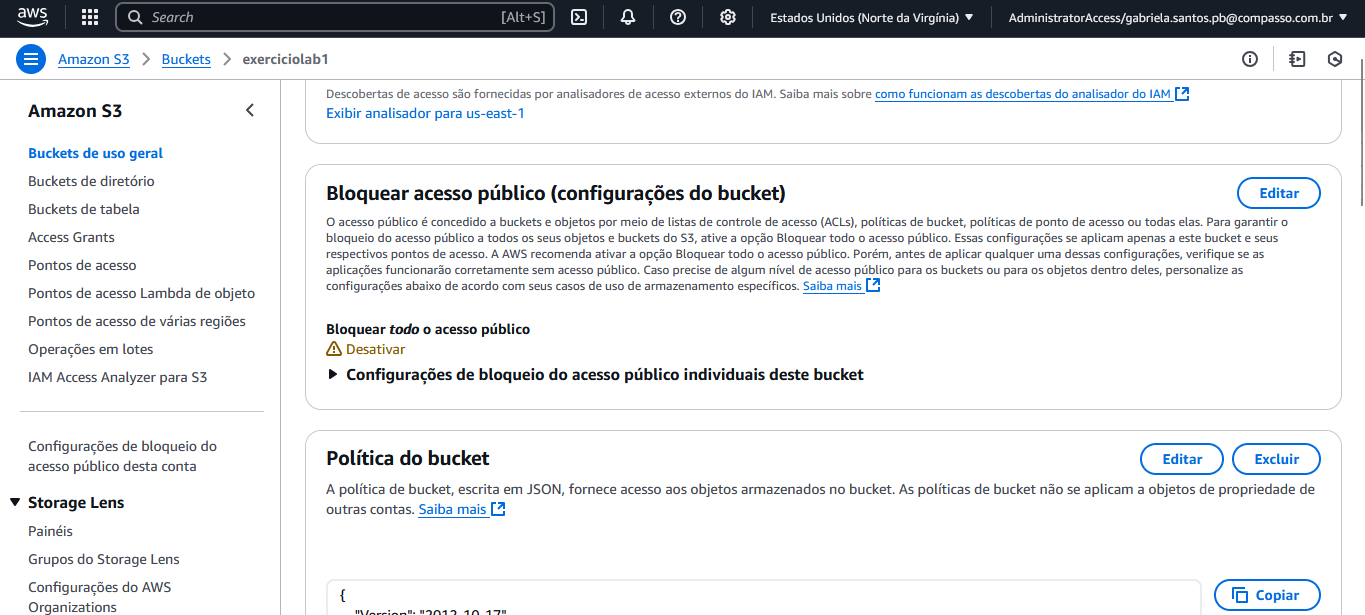 aws
Search
[Alt+S]
Estados Unidos (Norte da Virgínia)
AdministratorAccess/gabriela.santos.pb@compasso.com.br
Amazon S3
Buckets
exerciciolab1
Amazon S3
Buckets de uso geral
Buckets de diretório
Buckets de tabela
Access Grants
Pontos de acesso
Pontos de acesso Lambda de objeto
Pontos de acesso de várias regiões
Operações em lotes
IAM Access Analyzer para S3
Configurações de bloqueio do
acesso público desta conta
Storage Lens
Painéis
Grupos do Storage Lens
Configurações do AWS
Organizations
Descobertas de acesso são fornecidas por analisadores de acesso externos do IAM. Saiba mais sobre como funcionam as descobertas do analisador do IAM
Exibir analisador para us-east-1
Bloquear acesso público (configurações do bucket)
Editar
O acesso público é concedido a buckets e objetos por meio de listas de controle de acesso (ACLs), políticas de bucket, políticas de ponto de acesso ou todas elas. Para garantir o
bloqueio do acesso público a todos os seus objetos e buckets do S3, ative a opção Bloquear todo o acesso público. Essas configurações se aplicam apenas a este bucket e seus
respectivos pontos de acesso. A AWS recomenda ativar a opção Bloquear todo o acesso público. Porém, antes de aplicar qualquer uma dessas configurações, verifique se as
aplicações funcionarão corretamente sem acesso público. Caso precise de algum nível de acesso público para os buckets ou para os objetos dentro deles, personalize as
configurações abaixo de acordo com seus casos de uso de armazenamento específicos. Saiba mais
Bloquear todo o acesso público
Desativar
Configurações de bloqueio do acesso público individuais deste bucket
Política do bucket
Editar
Excluir
A política de bucket, escrita em JSON, fornece acesso aos objetos armazenados no bucket. As políticas de bucket não se aplicam a objetos de propriedade de
outras contas. Saiba mais
{
"Version": "2012-10-17"
Copiar